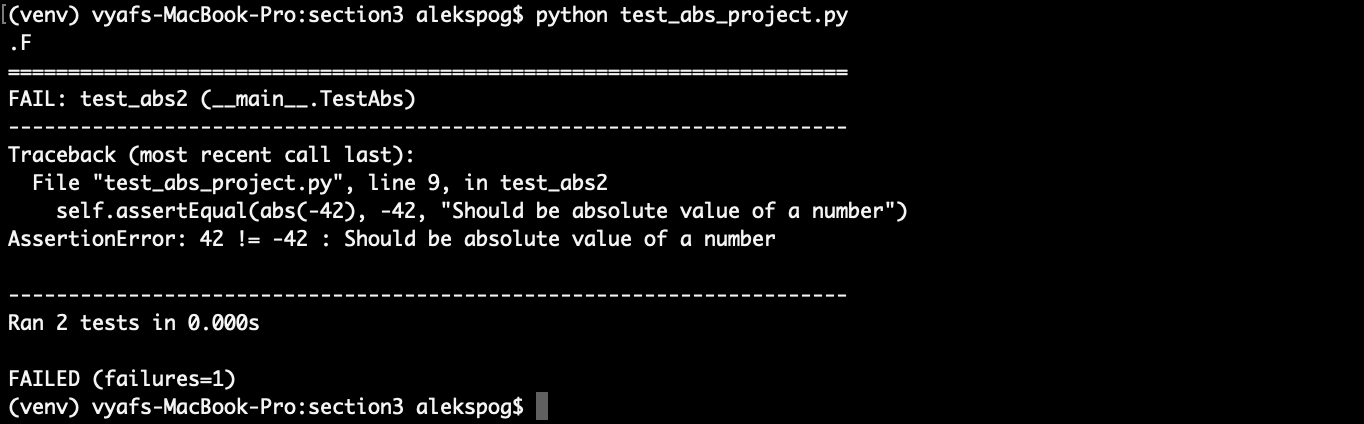 [(venv) vyafs-MacBook-Pro:section3 alekspog$ python test_abs_project.py
.F
======================================================================
FAIL: test_abs2 (__main__.TestAbs)
----------------------------------------------------------------------
Traceback (most recent call last):
  File "test_abs_project.py", line 9, in test_abs2
    self.assertEqual(abs(-42), -42, "Should be absolute value of a number")
AssertionError: 42 != -42 : Should be absolute value of a number

----------------------------------------------------------------------
Ran 2 tests in 0.000s

FAILED (failures=1)
(venv) vyafs-MacBook-Pro:section3 alekspog$